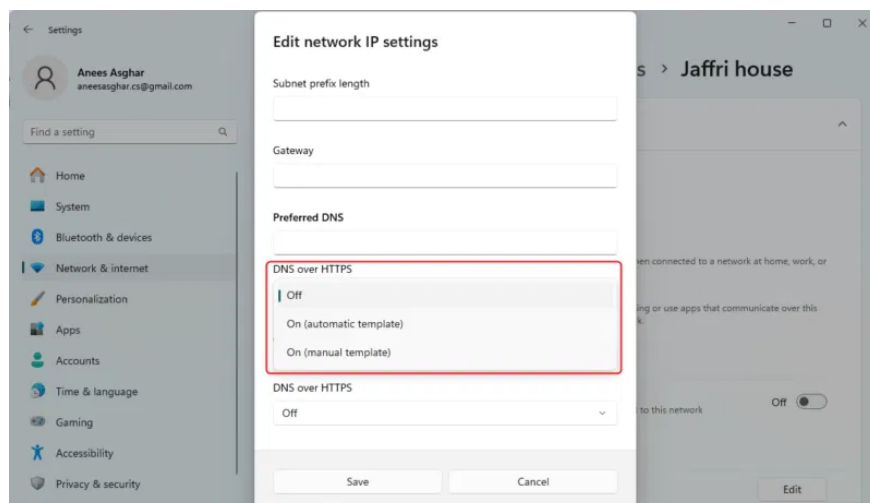 Settings
Anees Asghar
aneesasghar.cs@gmail.com
Find a setting
Home
System
Bluetooth & devices
Network & internet
Personalization
Apps
Accounts
Time & language
Gaming
Accessibility
Privacy & security
Edit network IP settings
Subnet prefix length
Gateway
Preferred DNS
DNS over HTTPS
Off
On (automatic template)
On (manual template)
DNS over HTTPS
Off
Save
Cancel
s > Jaffri house
en connected to a network at home, work, or
ing or use apps that communicate over this
k.
to this network
Off
Edit